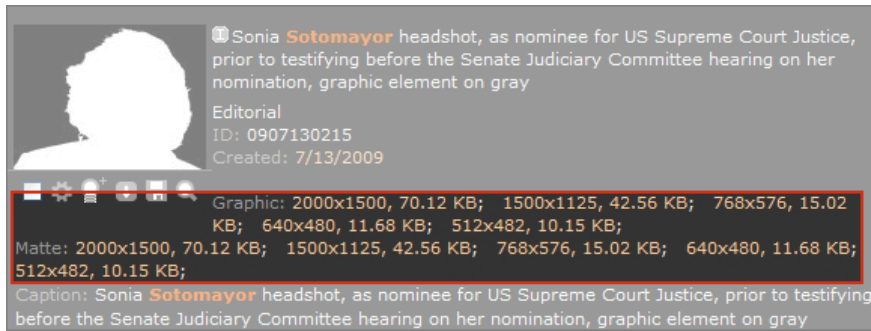 Sonia Sotomayor headshot, as nominee for US Supreme Court Justice,
prior to testifying before the Senate Judiciary Committee hearing on her
nomination, graphic element on gray
Editorial
ID: 0907130215
Created: 7/13/2009
Graphic: 2000x1500, 70.12 KB; 1500x1125, 42.56 KB; 768x576, 15.02
KB; 640x480, 11.68 KB; 512x482, 10.15 KB;
Matte: 2000x1500, 70.12 KB; 1500x1125, 42.56 KB; 768x576, 15.02 KB; 640x480, 11.68 KB;
512x482, 10.15 KB;
Caption: Sonia Sotomayor headshot, as nominee for US Supreme Court Justice, prior to testifying
before the Senate Judiciary Committee hearing on her nomination, graphic element on gray